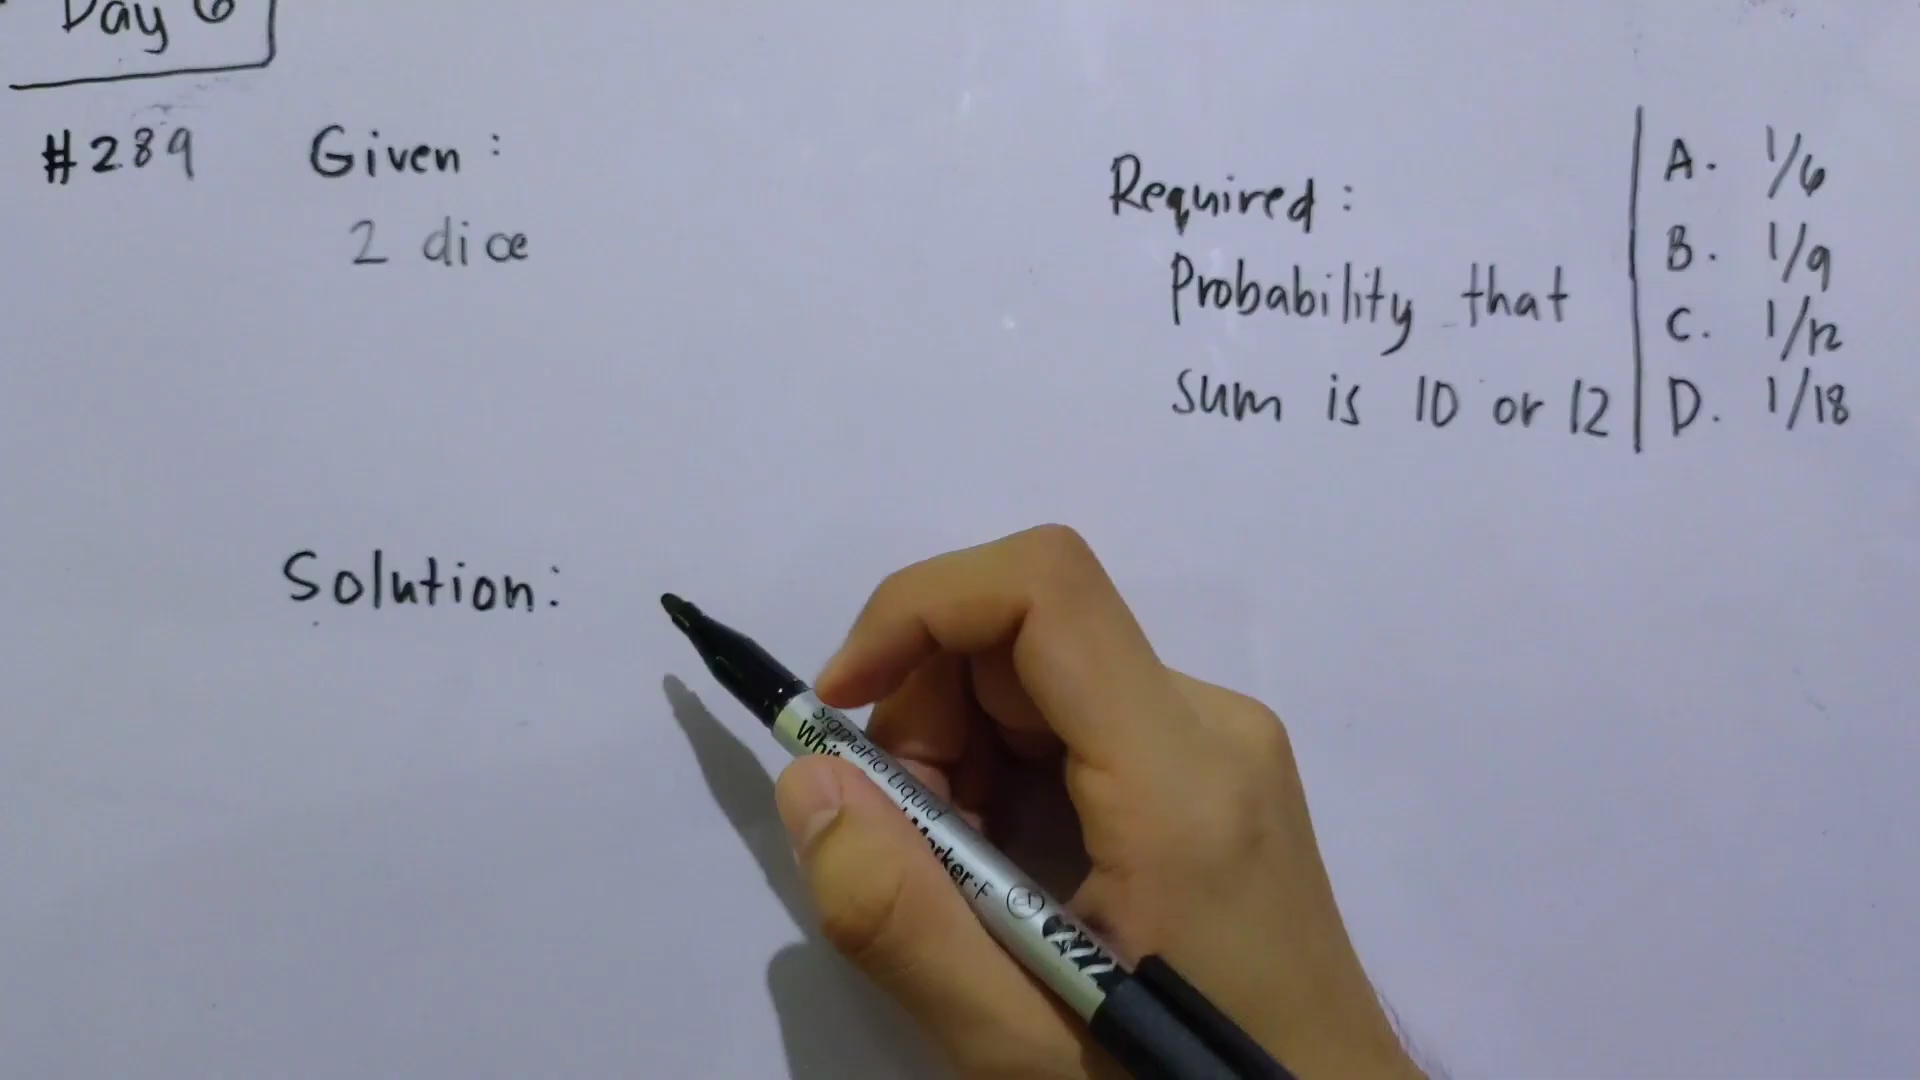 Day 6
#289
Given :
2 dice
Required :
Probability that
sum is 10 or 12
A. 1/6
B. 1/9
C. 1/12
D. 1/18
Solution:
SigmaFlo Liquid
Marker·F